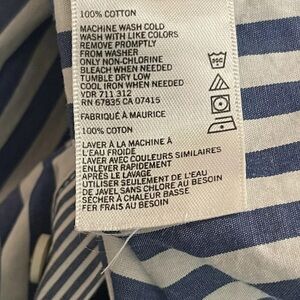 100% COTTON
MACHINE WASH COLD
WASH WITH LIKE COLORS
REMOVE PROMPTLY
FROM WASHER
ONLY NON-CHLORINE
BLEACH WHEN NEEDED
TUMBLE DRY LOW
COOL IRON WHEN NEEDED
VDR 711 312
RN 67835 CA 07415
FABRIQUÉ À MAURICE
100% COTON
LAVER À LA MACHINE À
L'EAU FROIDE
LAVER AVEC COULEURS SIMILAIRES
ENLEVER RAPIDEMENT
APRÈS LE LAVAGE
UTILISER SEULEMENT DE L'EAU
DE JAVEL SANS CHLORE AU BESOIN
SÉCHER À CHALEUR BASSE
FER FRAIS AU BESOIN